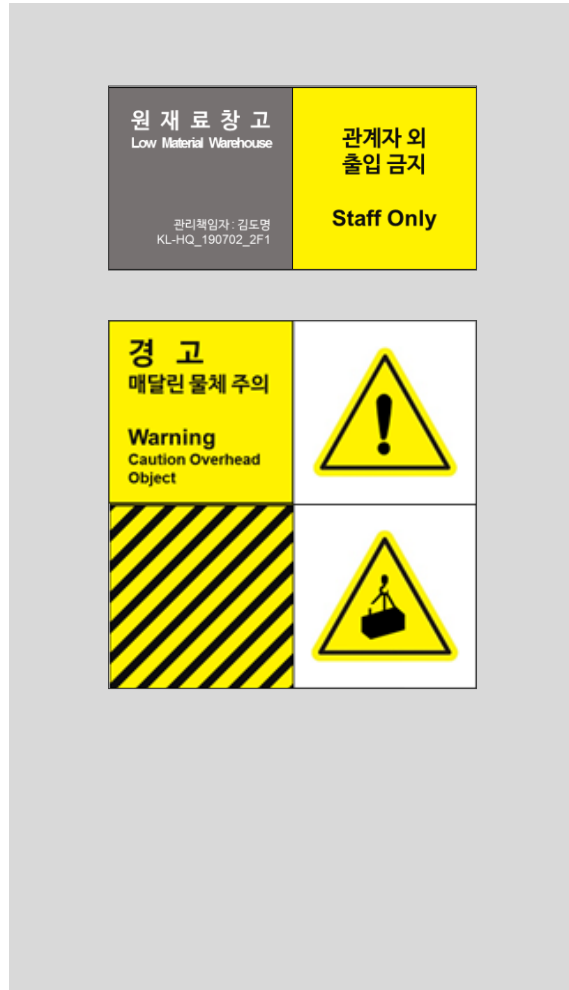 원 재 료 창 고
Low Material Warehouse
관리책임자 : 김도명
KL-HQ_190702_2F1
관계자 외
출입 금지
Staff Only
경 고
매달린 물체 주의
Warning
Caution Overhead
Object